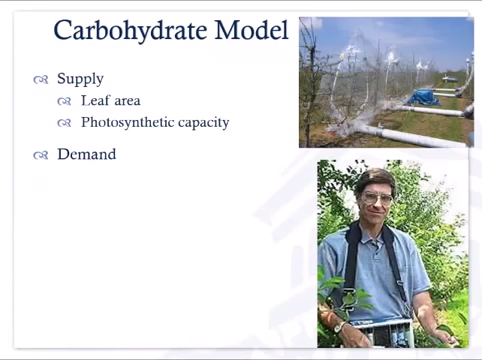 Carbohydrate Model
Supply
Leaf area
Photosynthetic capacity
Demand